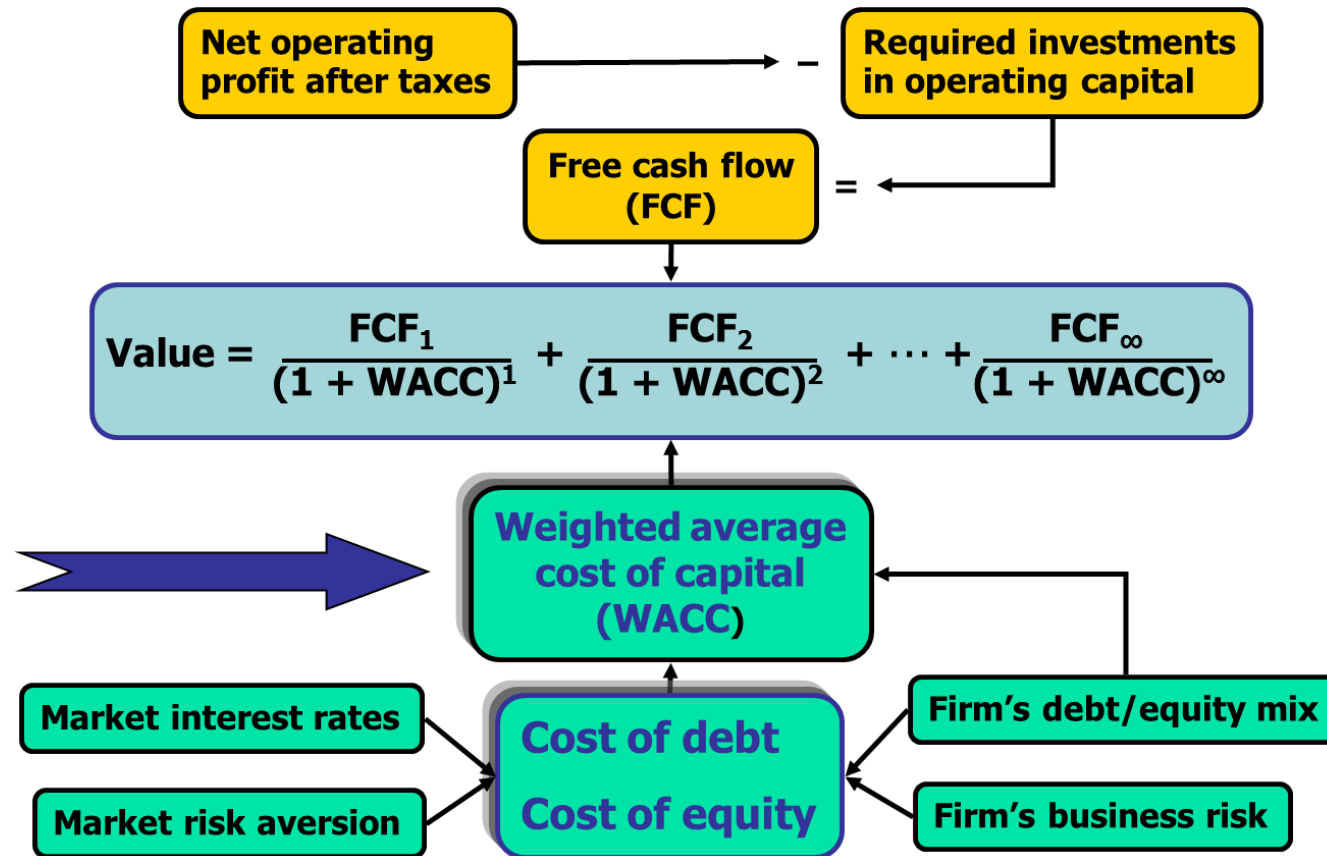 Net operating
profit after taxes
–
Required investments
in operating capital
Free cash flow
(FCF)
=
Value = FCF₁ / (1 + WACC)¹ + FCF₂ / (1 + WACC)² + ⋯ + FCF∞ / (1 + WACC)^∞
Weighted average
cost of capital
(WACC)
Market interest rates
Firm’s debt/equity mix
Cost of debt
Cost of equity
Market risk aversion
Firm’s business risk